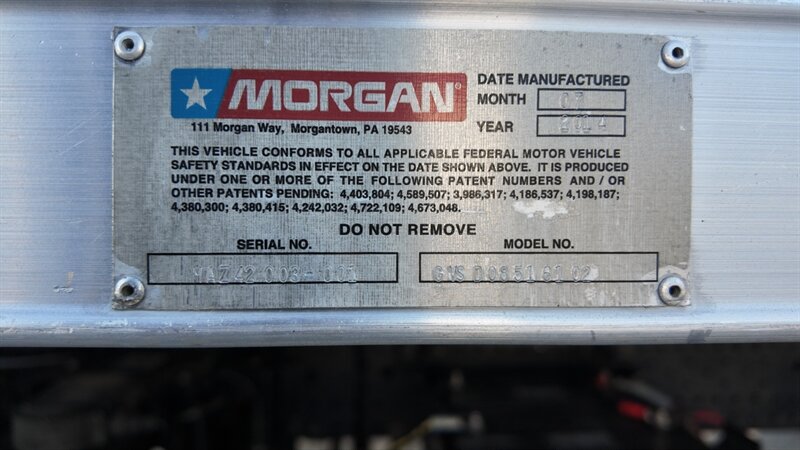 MORGAN®
111 Morgan Way, Morgantown, PA 19543
DATE MANUFACTURED
MONTH 07
YEAR 2014
THIS VEHICLE CONFORMS TO ALL APPLICABLE FEDERAL MOTOR VEHICLE
SAFETY STANDARDS IN EFFECT ON THE DATE SHOWN ABOVE. IT IS PRODUCED
UNDER ONE OR MORE OF THE FOLLOWING PATENT NUMBERS AND / OR
OTHER PATENTS PENDING: 4,403,804; 4,589,507; 3,986,317; 4,186,537; 4,198,187;
4,380,300; 4,380,415; 4,242,032; 4,722,109; 4,673,048.
DO NOT REMOVE
SERIAL NO.
MODEL NO.